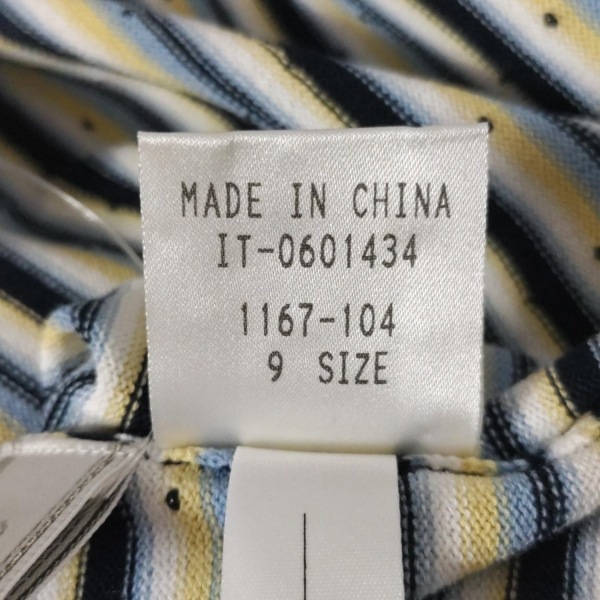 MADE IN CHINA
IT-0601434
1167-104
9 SIZE